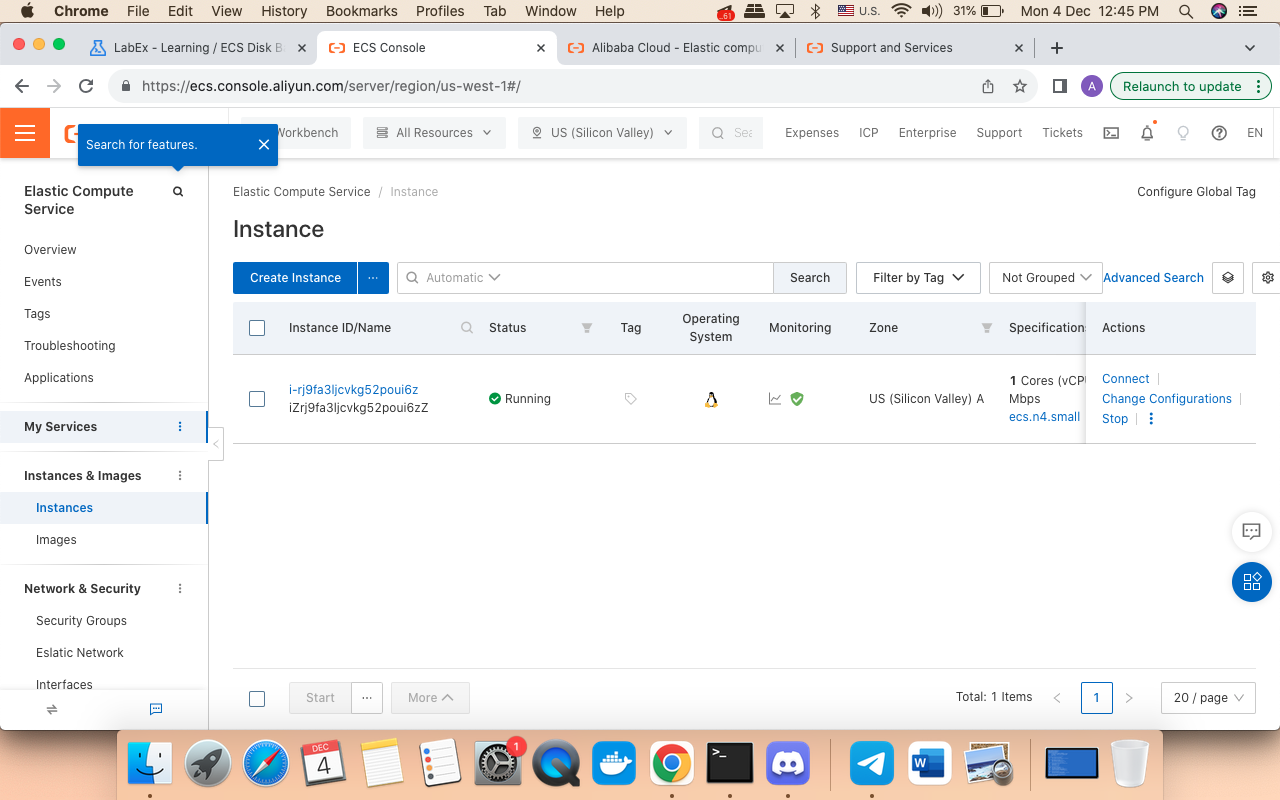 Chrome File Edit View History Bookmarks Profiles Tab Window Help .61 U.S. 31% Mon 4 Dec 12:45 PM
LabEx - Learning / ECS Disk B
ECS Console
Alibaba Cloud - Elastic compu
Support and Services
https://ecs.console.aliyun.com/server/region/us-west-1#/
A
Relaunch to update
Search for features.
Workbench
All Resources
US (Silicon Valley)
Sea
Expenses
ICP
Enterprise
Support
Tickets
EN
Elastic Compute
Service
Overview
Events
Tags
Troubleshooting
Applications
My Services
Instances & Images
Instances
Images
Network & Security
Security Groups
Eslatic Network
Interfaces
Elastic Compute Service / Instance
Configure Global Tag
Instance
Create Instance
Automatic
Search
Filter by Tag
Not Grouped
Advanced Search
Instance ID/Name
Status
Tag
Operating
System
Monitoring
Zone
Specifications
Actions
i-rj9fa3ljcvkg52poui6z
iZrj9fa3ljcvkg52poui6zZ
Running
US (Silicon Valley) A
1 Cores (vCPU
Mbps
ecs.n4.small
Connect
Change Configurations
Stop
Start
More
Total: 1 Items
1
20 / page
DEC
4
1
>_
W